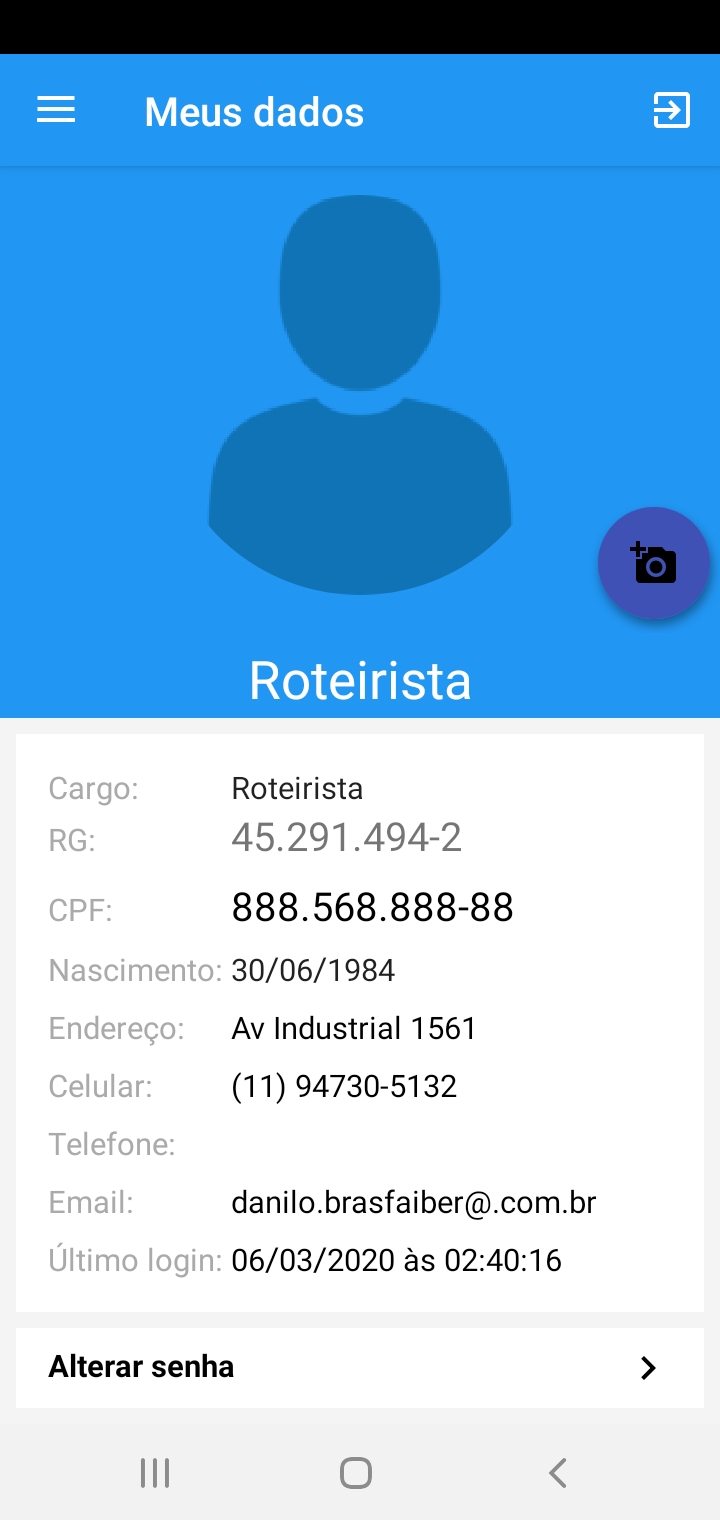 Meus dados
Roteirista
Cargo: Roteirista
RG: 45.291.494-2
CPF: 888.568.888-88
Nascimento: 30/06/1984
Endereço: Av Industrial 1561
Celular: (11) 94730-5132
Telefone:
Email: danilo.brasfaiber@.com.br
Último login: 06/03/2020 às 02:40:16
Alterar senha